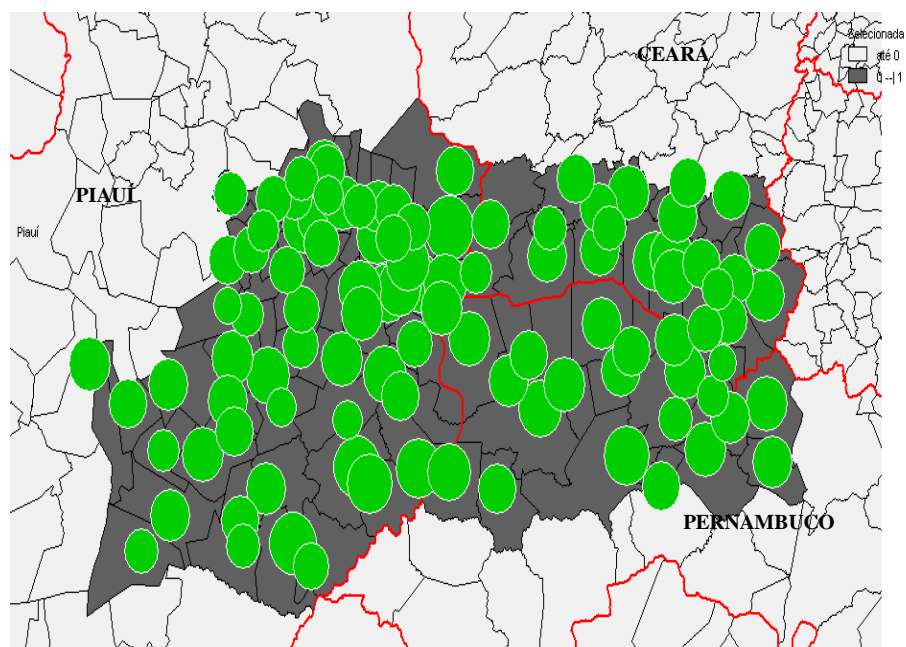 Selecionada
até 0
0 --| 1
CEARÁ
PIAUÍ
Piauí
PERNAMBUCO